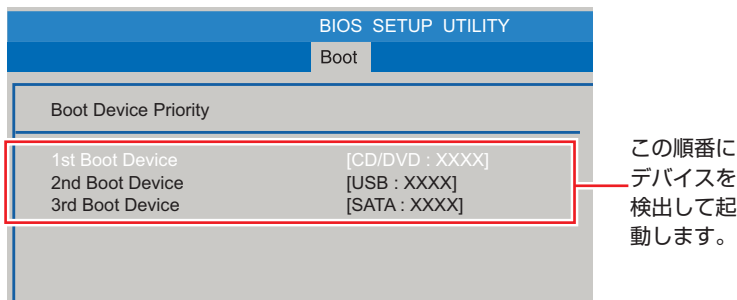 BIOS SETUP UTILITY
Boot
Boot Device Priority
1st Boot Device [CD/DVD : XXXX]
2nd Boot Device [USB : XXXX]
3rd Boot Device [SATA : XXXX]
この順番に
デバイスを
検出して起
動します。